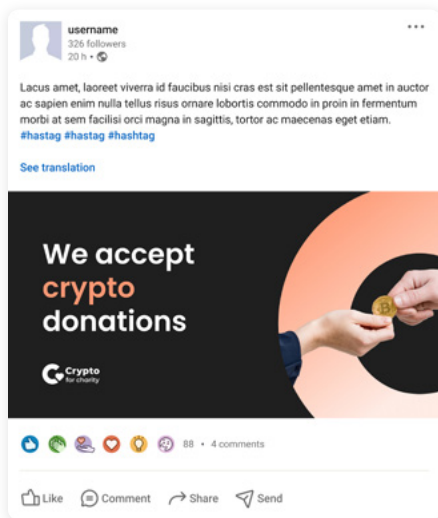 username
326 followers
20 h •
Lacus amet, laoreet viverra id faucibus nisi cras est sit pellentesque amet in auctor
ac sapien enim nulla tellus risus ornare lobortis commodo in proin in fermentum
morbi at sem facilisi orci magna in sagittis, tortor ac maecenas eget etiam.
#hastag #hastag #hashtag
See translation
We accept
crypto
donations
Crypto
for charity
88 • 4 comments
Like Comment Share Send